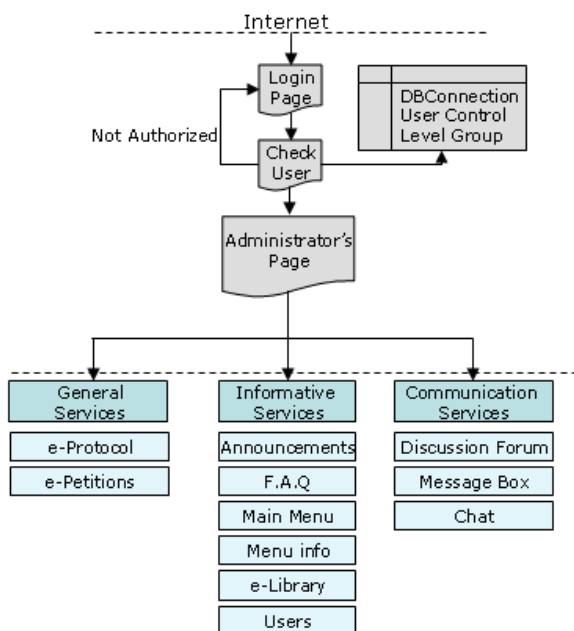 Internet
Login
Page
DBConnection
User Control
Level Group
Not Authorized
Check
User
Administrator's
Page
General
Services
e-Protocol
e-Petitions
Informative
Services
Announcements
F.A.Q
Main Menu
Menu info
e-Library
Users
Communication
Services
Discussion Forum
Message Box
Chat